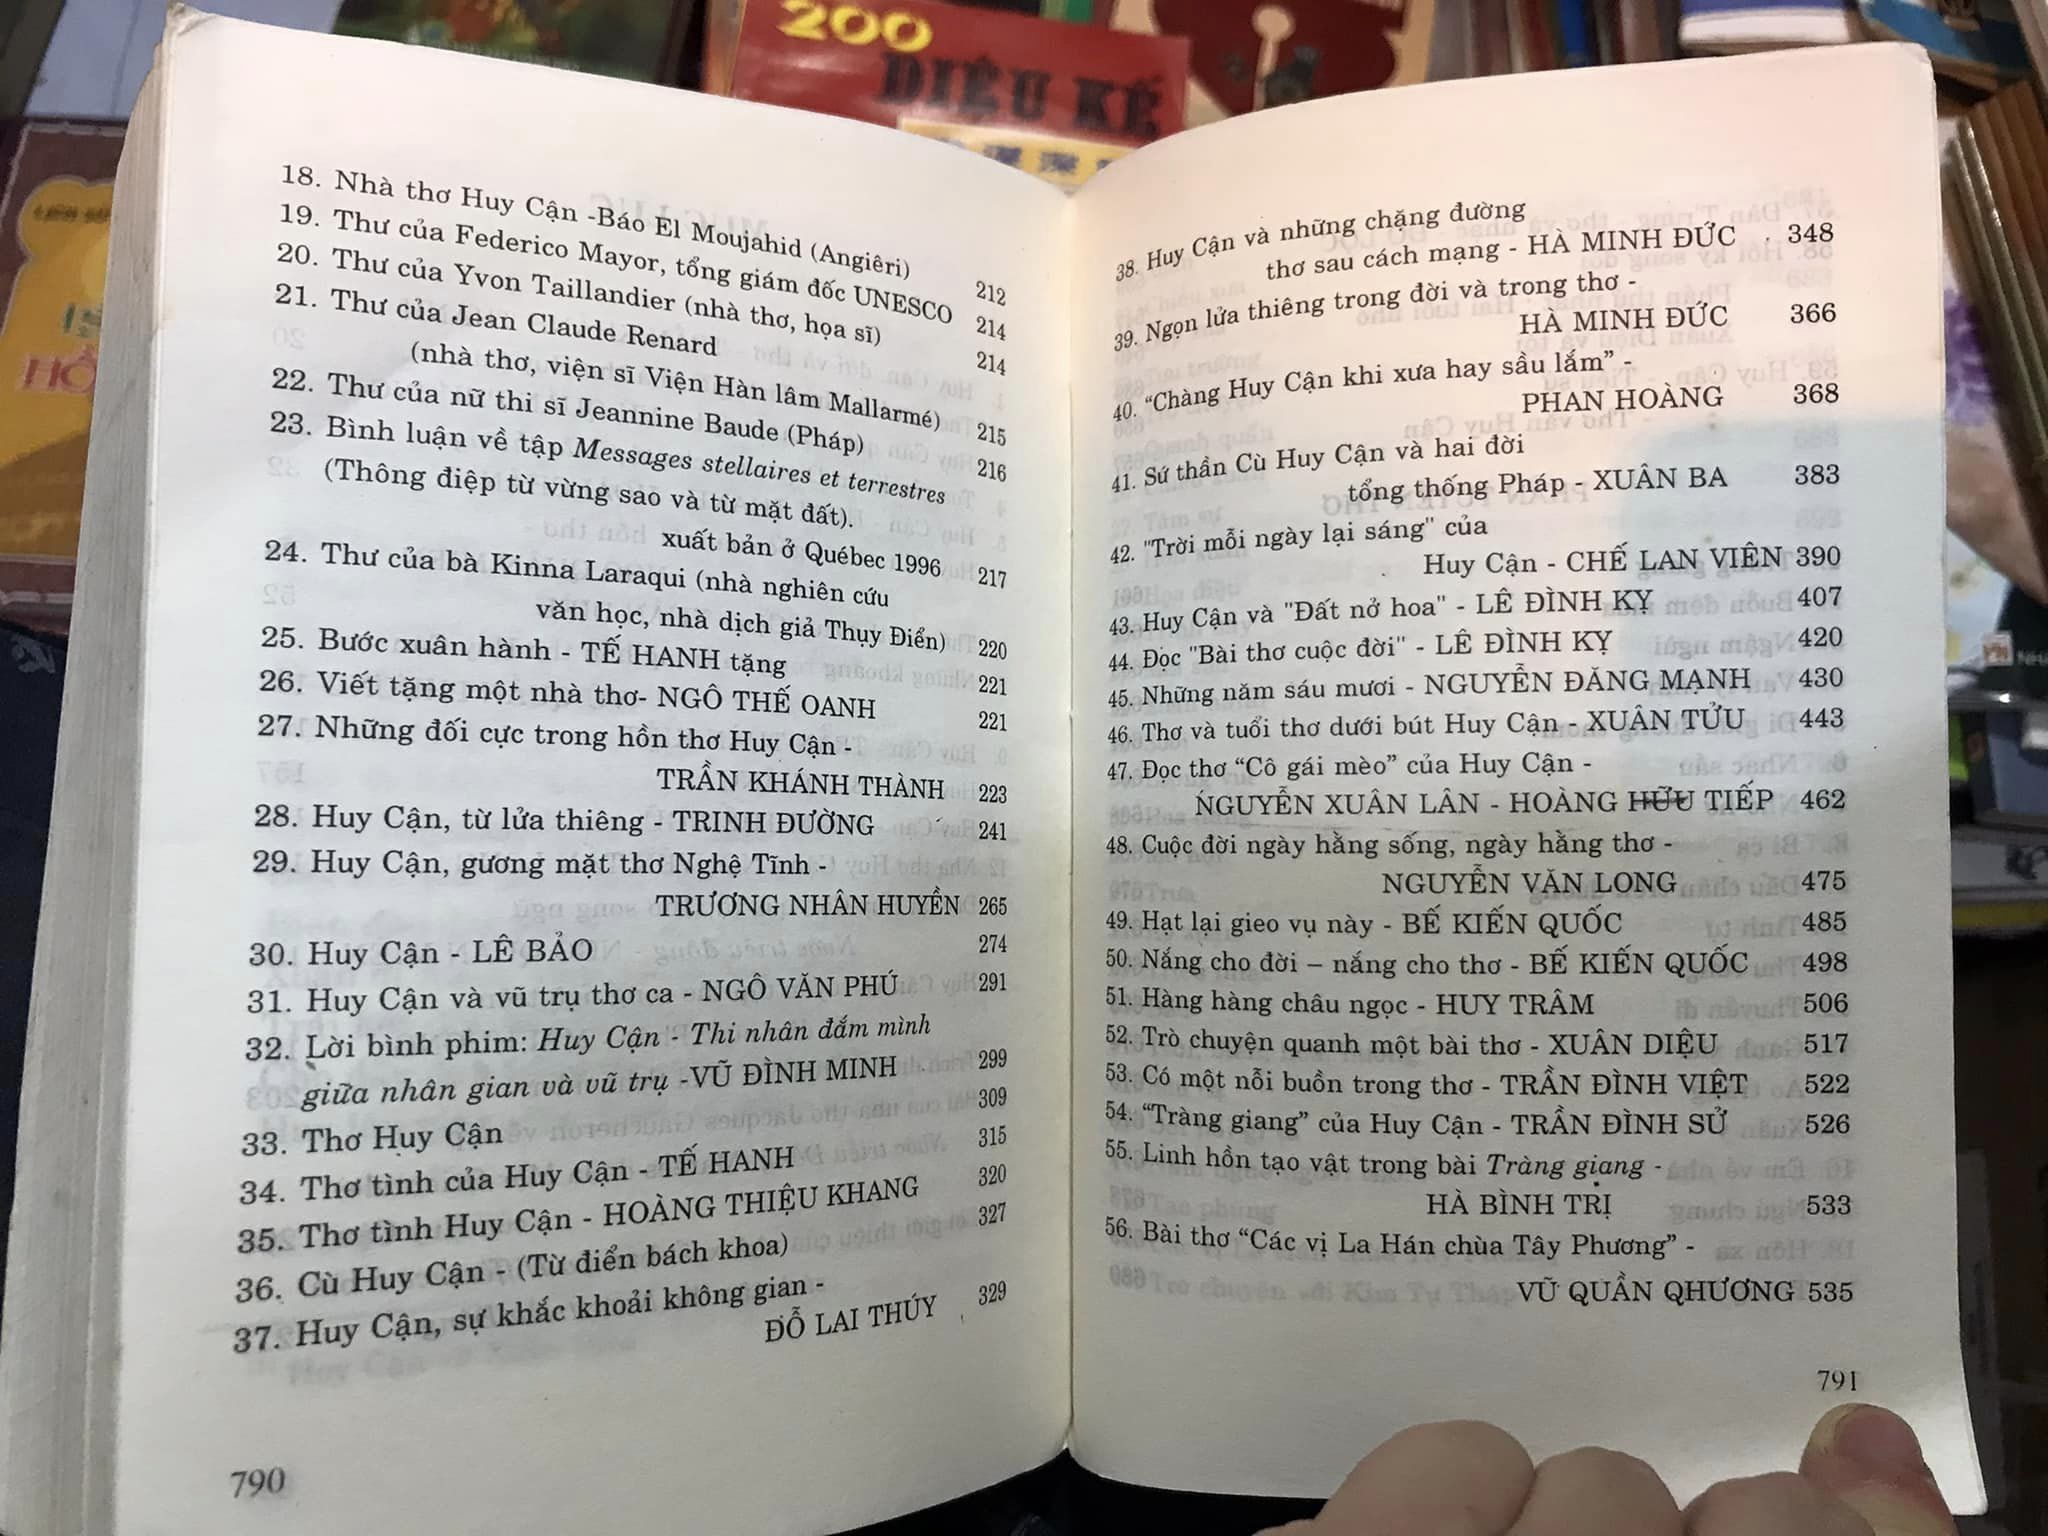 200
DIỆU KẾ
18. Nhà thơ Huy Cận -Báo El Moujahid (Angiêri) 212
19. Thư của Federico Mayor, tổng giám đốc UNESCO 214
20. Thư của Yvon Taillandier (nhà thơ, họa sĩ) 214
21. Thư của Jean Claude Renard
(nhà thơ, viện sĩ Viện Hàn lâm Mallarmé) 215
22. Thư của nữ thi sĩ Jeannine Baude (Pháp) 216
23. Bình luận về tập Messages stellaires et terrestres
(Thông điệp từ vừng sao và từ mặt đất).
xuất bản ở Québec 1996 217
24. Thư của bà Kinna Laraqui (nhà nghiên cứu
văn học, nhà dịch giả Thụy Điển) 220
25. Bước xuân hành - TẾ HANH tặng 221
26. Viết tặng một nhà thơ- NGÔ THẾ OANH 221
27. Những đối cực trong hồn thơ Huy Cận -
TRẦN KHÁNH THÀNH 223
28. Huy Cận, từ lửa thiêng - TRINH ĐƯỜNG 241
29. Huy Cận, gương mặt thơ Nghệ Tĩnh -
TRƯƠNG NHÂN HUYỀN 265
30. Huy Cận - LÊ BẢO 274
31. Huy Cận và vũ trụ thơ ca - NGÔ VĂN PHÚ 291
32. Lời bình phim: Huy Cận - Thi nhân đắm mình
giữa nhân gian và vũ trụ -VŨ ĐÌNH MINH 299
33. Thơ Huy Cận 309
34. Thơ tình của Huy Cận - TẾ HANH 315
35. Thơ tình Huy Cận - HOÀNG THIỆU KHANG 320
36. Cù Huy Cận - (Từ điển bách khoa) 327
37. Huy Cận, sự khắc khoải không gian -
ĐỖ LAI THÚY 329
790
38. Huy Cận và những chặng đường
thơ sau cách mạng - HÀ MINH ĐỨC 348
39. Ngọn lửa thiêng trong đời và trong thơ -
HÀ MINH ĐỨC 366
40. “Chàng Huy Cận khi xưa hay sầu lắm” -
PHAN HOÀNG 368
41. Sứ thần Cù Huy Cận và hai đời
tổng thống Pháp - XUÂN BA 383
42. "Trời mỗi ngày lại sáng" của
Huy Cận - CHẾ LAN VIÊN 390
43. Huy Cận và "Đất nở hoa" - LÊ ĐÌNH KỴ 407
44. Đọc "Bài thơ cuộc đời" - LÊ ĐÌNH KỴ 420
45. Những năm sáu mươi - NGUYỄN ĐĂNG MẠNH 430
46. Thơ và tuổi thơ dưới bút Huy Cận - XUÂN TỬU 443
47. Đọc thơ “Cô gái mèo” của Huy Cận -
NGUYỄN XUÂN LÂN - HOÀNG HỮU TIẾP 462
48. Cuộc đời ngày hằng sống, ngày hằng thơ -
NGUYỄN VĂN LONG 475
49. Hạt lại gieo vụ này - BẾ KIẾN QUỐC 485
50. Nắng cho đời – nắng cho thơ - BẾ KIẾN QUỐC 498
51. Hàng hàng châu ngọc - HUY TRÂM 506
52. Trò chuyện quanh một bài thơ - XUÂN DIỆU 517
53. Có một nỗi buồn trong thơ - TRẦN ĐÌNH VIỆT 522
54. “Tràng giang” của Huy Cận - TRẦN ĐÌNH SỬ 526
55. Linh hồn tạo vật trong bài Tràng giang -
HÀ BÌNH TRỊ 533
56. Bài thơ “Các vị La Hán chùa Tây Phương” -
VŨ QUẦN QHƯƠNG 535
791